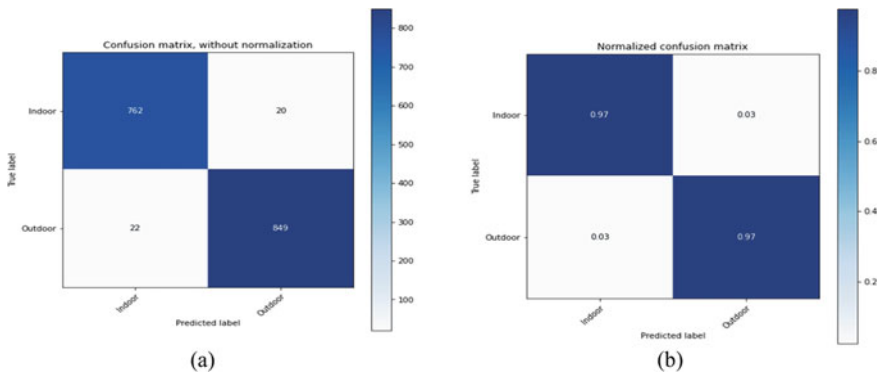 Confusion matrix, without normalization
Indoor
762
20
Outdoor
22
849
True label
Indoor
Outdoor
Predicted label
800
700
600
500
400
300
200
100
(a)
Normalized confusion matrix
Indoor
0.97
0.03
Outdoor
0.03
0.97
True label
Indoor
Outdoor
Predicted label
0.8
0.6
0.4
0.2
(b)